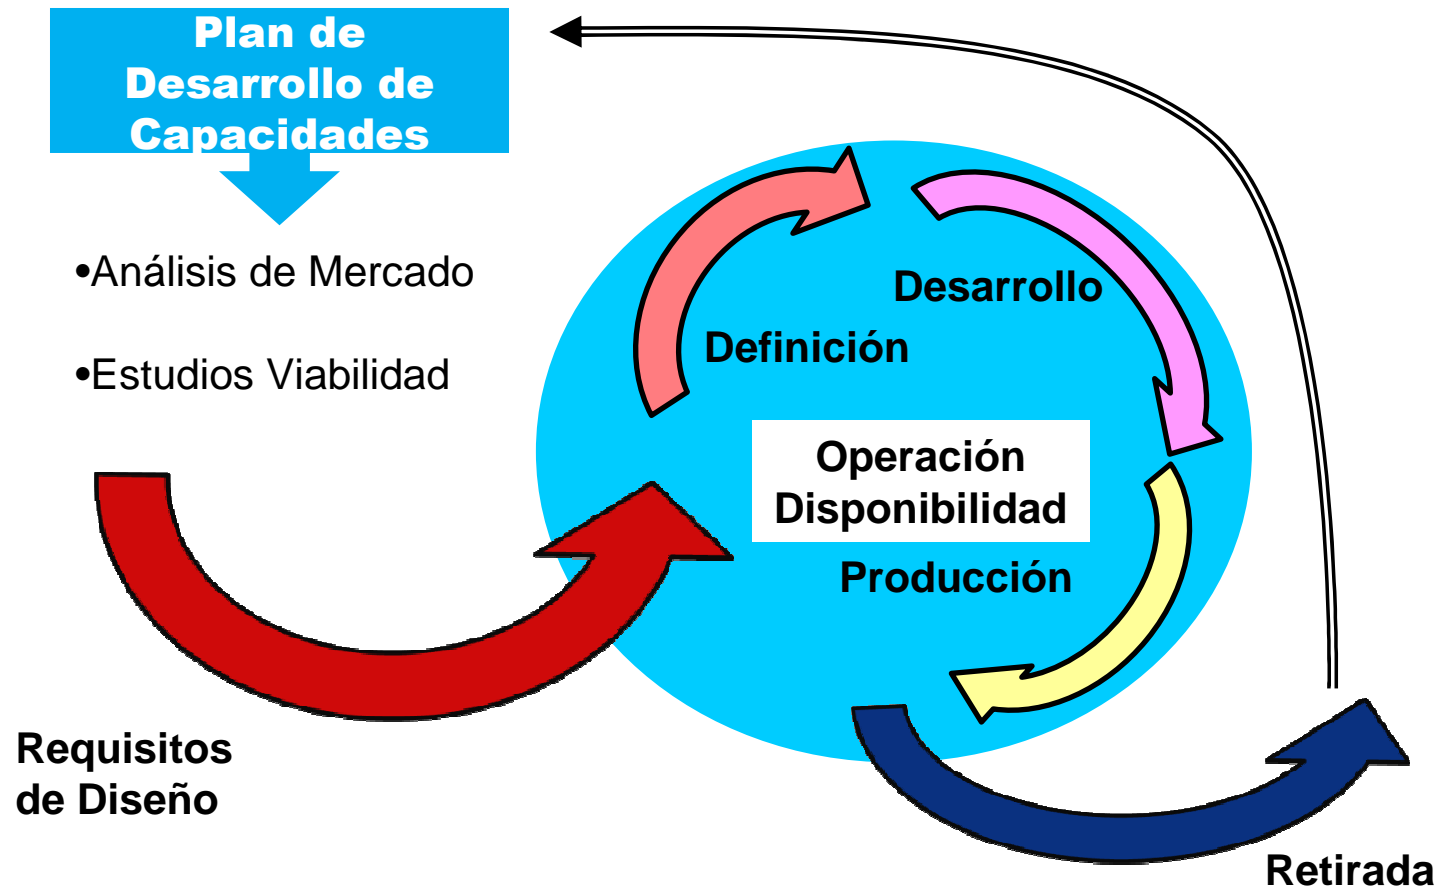 Plan de
Desarrollo de
Capacidades
•Análisis de Mercado
•Estudios Viabilidad
Desarrollo
Definición
Operación
Disponibilidad
Producción
Requisitos
de Diseño
Retirada